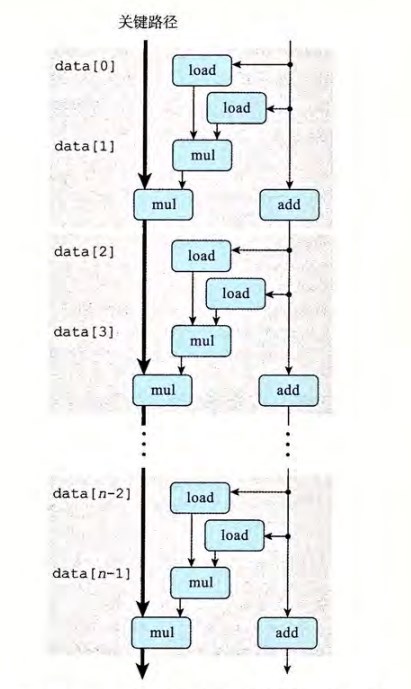 关键路径
data[0]
load
load
data[1]
mul
mul
add
data[2]
load
load
data[3]
mul
mul
add
data[n-2]
load
load
data[n-1]
mul
mul
add